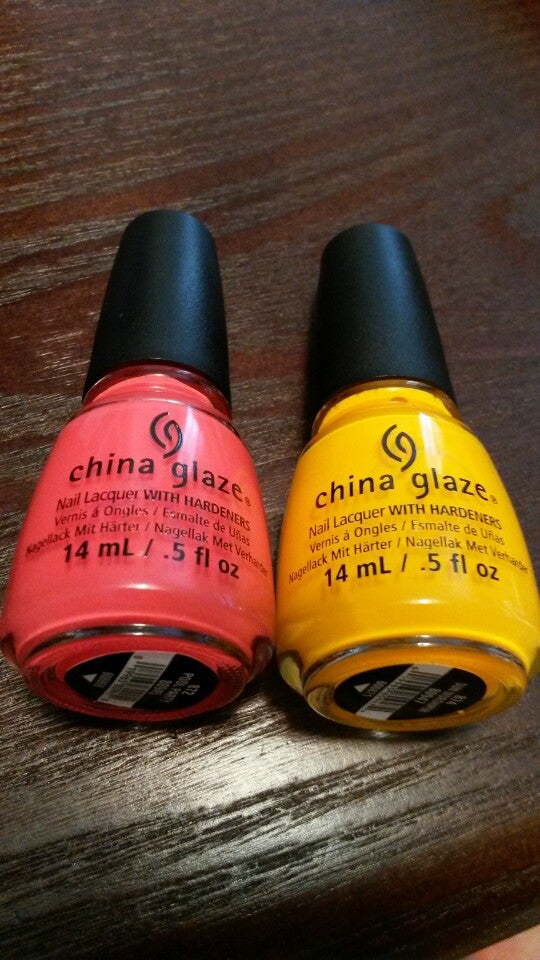 china glaze®
Nail Lacquer WITH HARDENERS
Vernis á Ongles / Esmalte de Uñas
Nagellack Mit Härter / Nagellak Met Verharder
14 mL / .5 fl oz
china glaze®
Nail Lacquer WITH HARDENERS
Vernis á Ongles / Esmalte de Uñas
Nagellack Mit Härter / Nagellak Met Verharder
14 mL / .5 fl oz